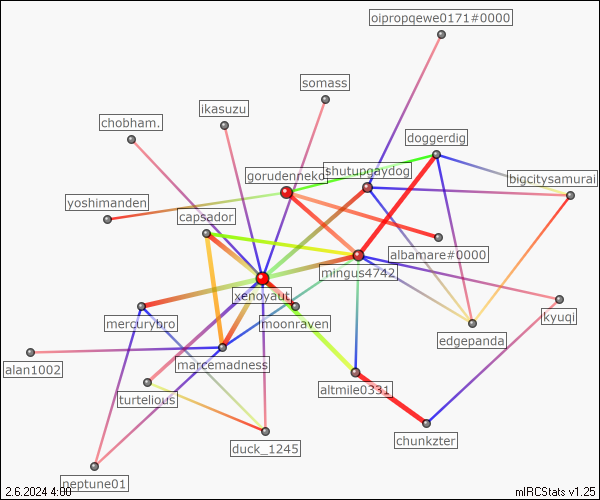 oipropqewe0171#0000
somass
ikasuzu
chobham.
doggerdig
gorudenneko
shutupgaydog
bigcitysamurai
yoshimanden
capsador
albamare#0000
mingus4742
xenoyaut
kyuqi
mercurybro
moonraven
edgepanda
alan1002
marcemadness
altmile0331
turtelious
chunkzter
duck_1245
neptune01
2.6.2024 4:00
mIRCStats v1.25